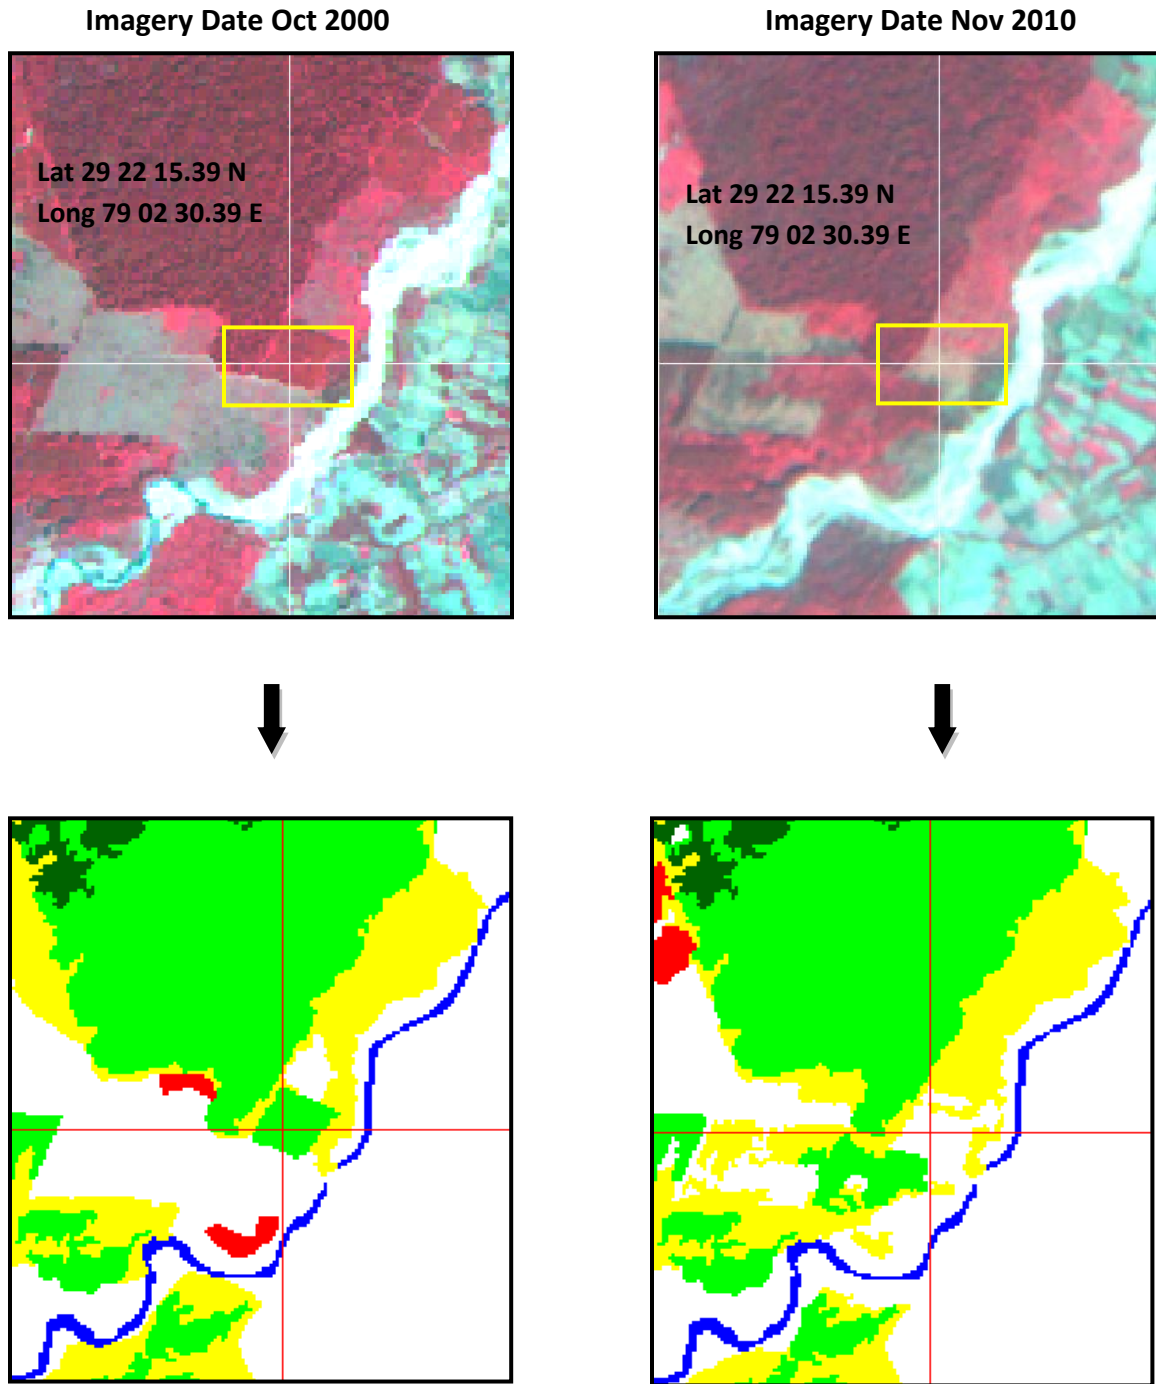 Imagery Date Oct 2000
Imagery Date Nov 2010
Lat 29 22 15.39 N
Long 79 02 30.39 E
Lat 29 22 15.39 N
Long 79 02 30.39 E